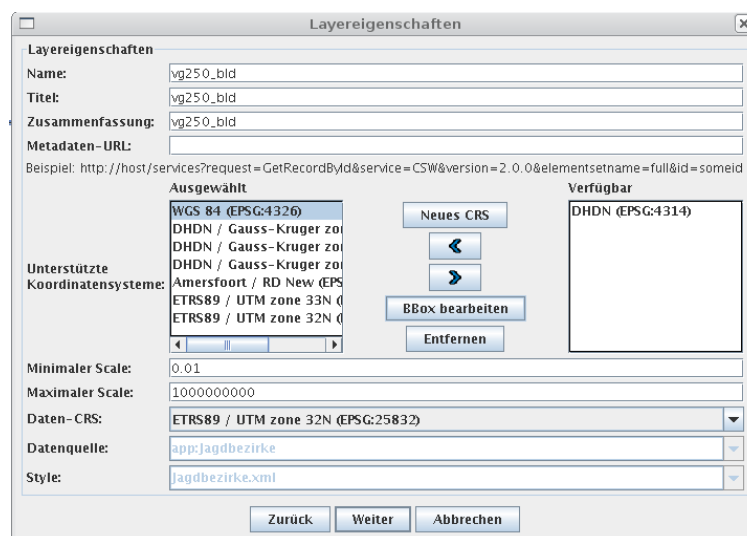 Layereigenschaften
Layereigenschaften
Name: vg250_bld
Titel: vg250_bld
Zusammenfassung: vg250_bld
Metadaten-URL:
Beispiel: http://host/services?request=GetRecordById&service=CSW&version=2.0.0&elementsetname=full&id=someid
Ausgewählt
Verfügbar
Unterstützte
Koordinatensysteme:
WGS 84 (EPSG:4326)
DHDN / Gauss-Kruger zo
DHDN / Gauss-Kruger zo
DHDN / Gauss-Kruger zo
Amersfoort / RD New (EPS
ETRS89 / UTM zone 33N (
ETRS89 / UTM zone 32N (
Neues CRS
BBox bearbeiten
Entfernen
DHDN (EPSG:4314)
Minimaler Scale: 0.01
Maximaler Scale: 1000000000
Daten-CRS: ETRS89 / UTM zone 32N (EPSG:25832)
Datenquelle: app:Jagdbezirke
Style: Jagdbezirke.xml
Zurück
Weiter
Abbrechen